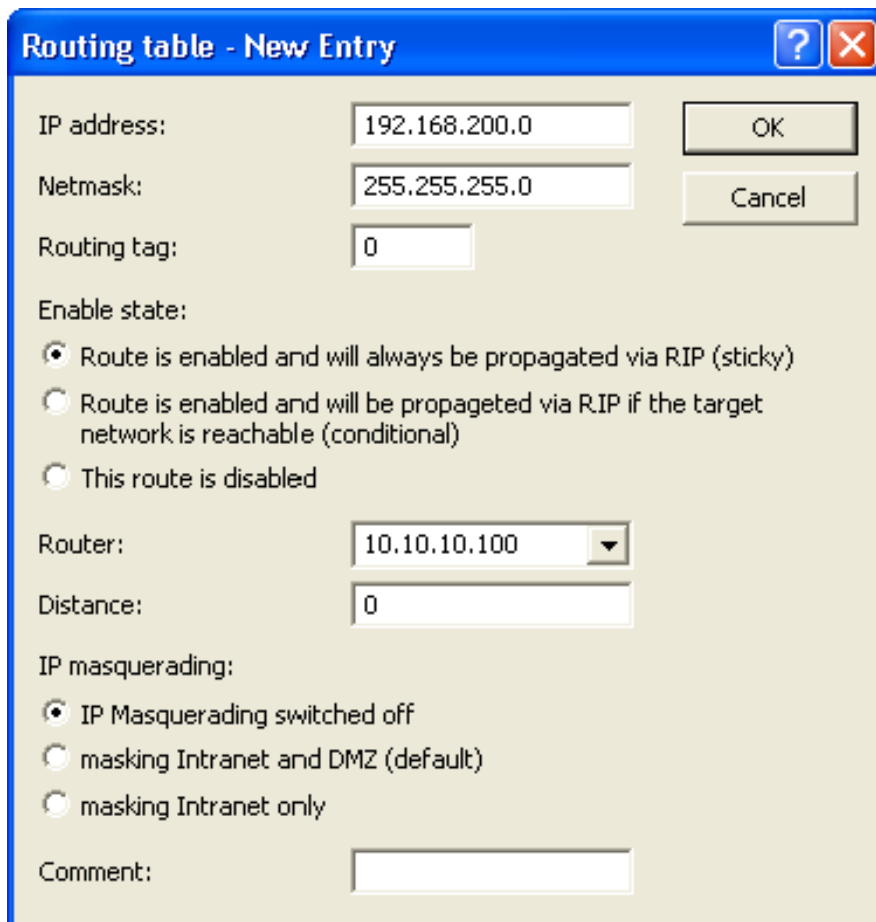 Routing table - New Entry
IP address: 192.168.200.0 OK
Netmask: 255.255.255.0 Cancel
Routing tag: 0
Enable state:
Route is enabled and will always be propagated via RIP (sticky)
Route is enabled and will be propageted via RIP if the target
network is reachable (conditional)
This route is disabled
Router: 10.10.10.100
Distance: 0
IP masquerading:
IP Masquerading switched off
masking Intranet and DMZ (default)
masking Intranet only
Comment: